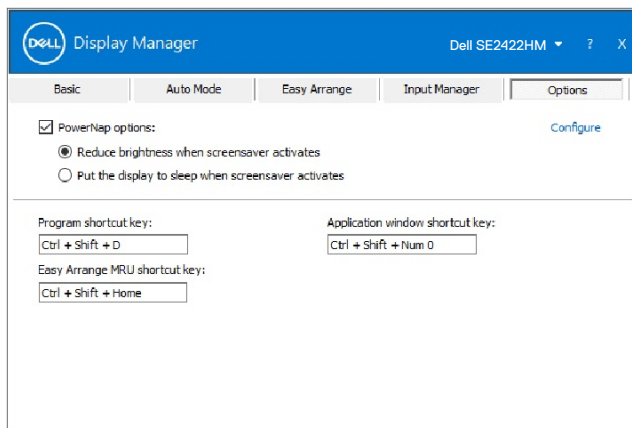 DELL Display Manager
Dell SE2422HM ? X
Basic Auto Mode Easy Arrange Input Manager Options
PowerNap options: Configure
Reduce brightness when screensaver activates
Put the display to sleep when screensaver activates
Program shortcut key: Application window shortcut key:
Ctrl + Shift + D Ctrl + Shift + Num 0
Easy Arrange MRU shortcut key:
Ctrl + Shift + Home